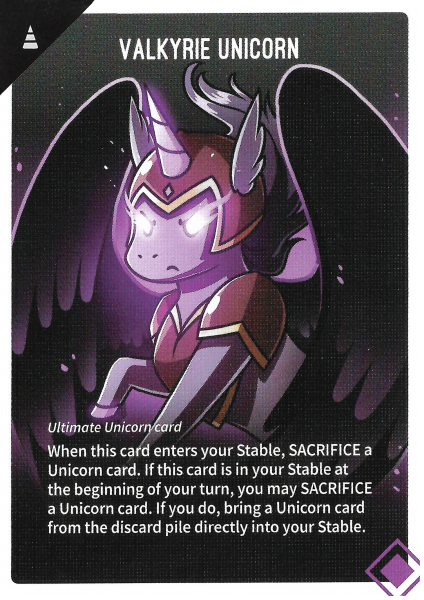 VALKYRIE UNICORN
Ultimate Unicorn card
When this card enters your Stable, SACRIFICE a
Unicorn card. If this card is in your Stable at
the beginning of your turn, you may SACRIFICE
a Unicorn card. If you do, bring a Unicorn card
from the discard pile directly into your Stable.